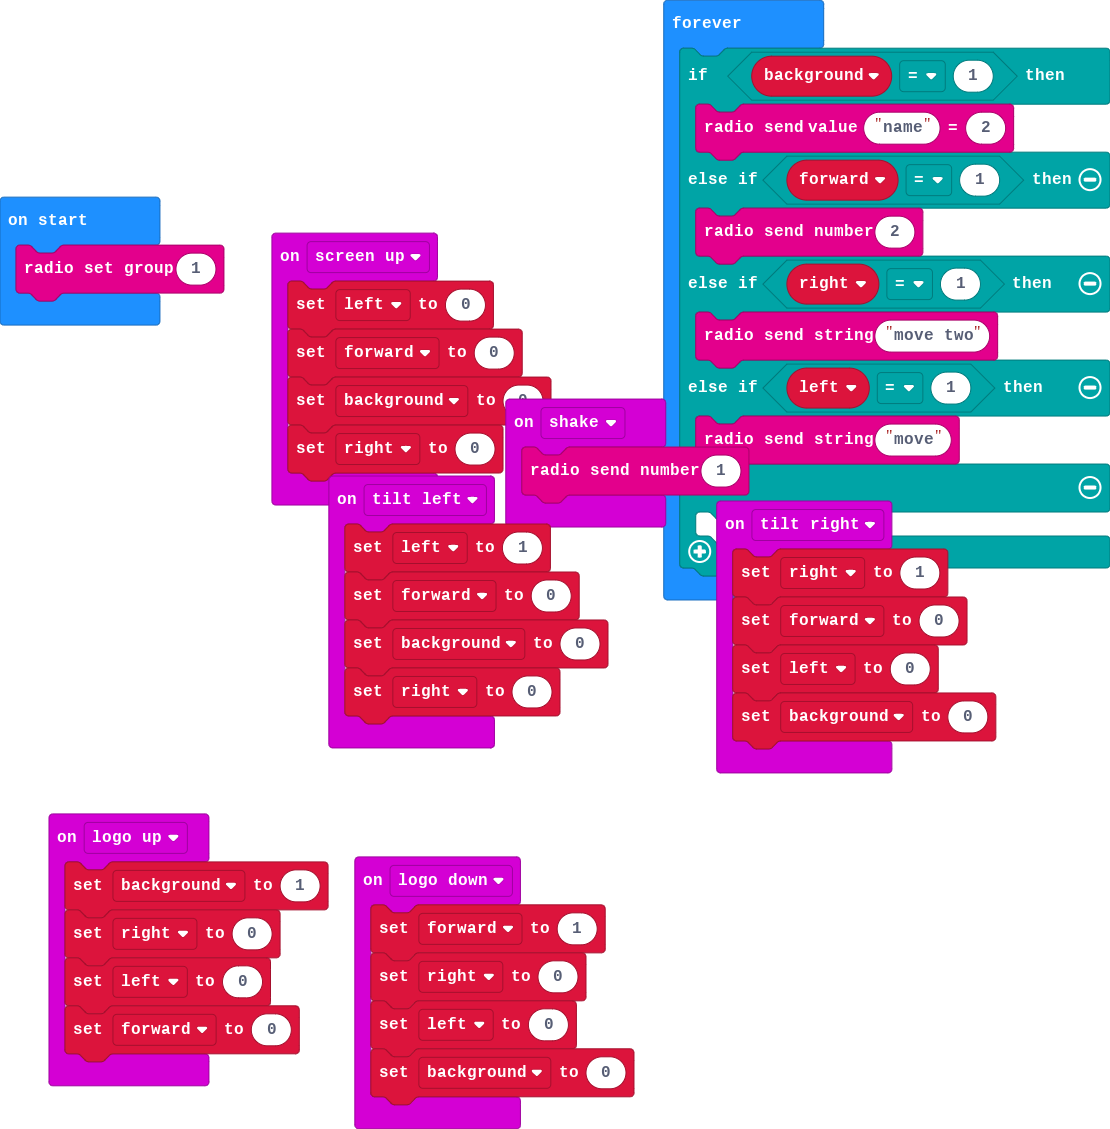 on start
radio set group 1
on screen up
set left to 0
set forward to 0
set background to
set right to 0
on shake
radio send number 1
on tilt left
set left to 1
set forward to 0
set background to 0
set right to 0
forever
if background = 1 then
radio send value "name" = 2
else if forward = 1 then
radio send number 2
else if right = 1 then
radio send string "move two"
else if left = 1 then
radio send string "move"
on tilt right
set right to 1
set forward to 0
set left to 0
set background to 0
on logo up
set background to 1
set right to 0
set left to 0
set forward to 0
on logo down
set forward to 1
set right to 0
set left to 0
set background to 0